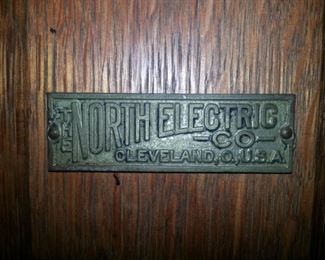 THE NORTH ELECTRIC
CO
CLEVELAND, O, U.S.A.